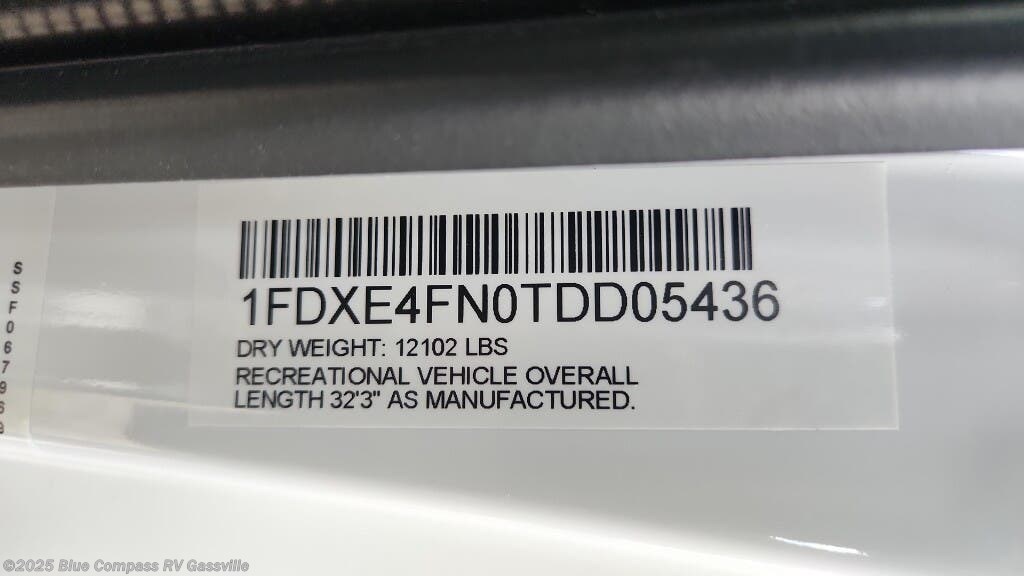 1FDXE4FN0TDD05436
DRY WEIGHT: 12102 LBS
RECREATIONAL VEHICLE OVERALL
LENGTH 32'3" AS MANUFACTURED.
©2025 Blue Compass RV Gassville